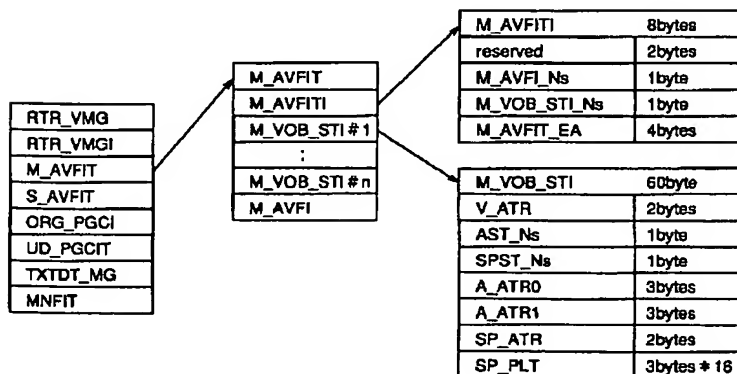 RTR_VMG
RTR_VMGI
M_AVFIT
S_AVFIT
ORG_PGCI
UD_PGCIT
TXTDT_MG
MNFIT
M_AVFIT
M_AVFITI
M_VOB_STI # 1
:
M_VOB_STI # n
M_AVFI
M_AVFITI 8bytes
reserved 2bytes
M_AVFI_Ns 1byte
M_VOB_STI_Ns 1byte
M_AVFIT_EA 4bytes
M_VOB_STI 60byte
V_ATR 2bytes
AST_Ns 1byte
SPST_Ns 1byte
A_ATR0 3bytes
A_ATR1 3bytes
SP_ATR 2bytes
SP_PLT 3bytes * 16